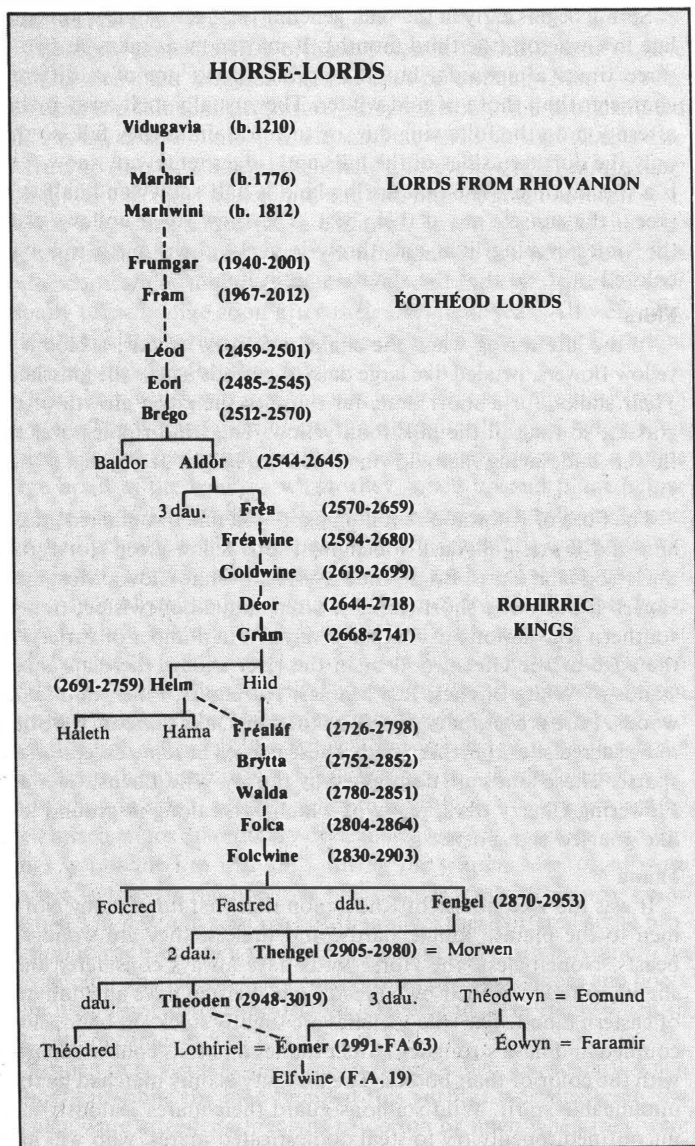 HORSE-LORDS
Vidugavia (b. 1210)
Marhari (b. 1776) LORDS FROM RHOVANION
Marhwini (b. 1812)
Frumgar (1940-2001)
Fram (1967-2012) ÉOTHÉOD LORDS
Léod (2459-2501)
Eorl (2485-2545)
Brego (2512-2570)
Baldor Aldor (2544-2645)
3 dau. Fréa (2570-2659)
Fréawine (2594-2680)
Goldwine (2619-2699)
Déor (2644-2718) ROHIRRIC
Gram (2668-2741) KINGS
(2691-2759) Helm Hild
Háleth Háma Fréaláf (2726-2798)
Brytta (2752-2852)
Walda (2780-2851)
Folca (2804-2864)
Folcwine (2830-2903)
Folcred Fastred dau. Fengel (2870-2953)
2 dau. Thengel (2905-2980) = Morwen
dau. Théoden (2948-3019) 3 dau. Théodwyn = Eomund
Théodred Lothíriel = Éomer (2991-FA 63) Éowyn = Faramir
Elfwine (F.A. 19)